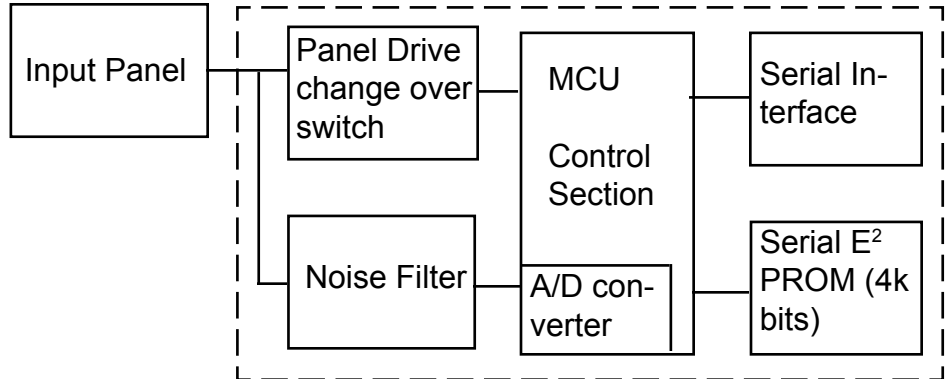 Input Panel
Panel Drive
change over
switch
MCU
Control
Section
Serial In-
terface
Noise Filter
A/D con-
verter
Serial E²
PROM (4k
bits)